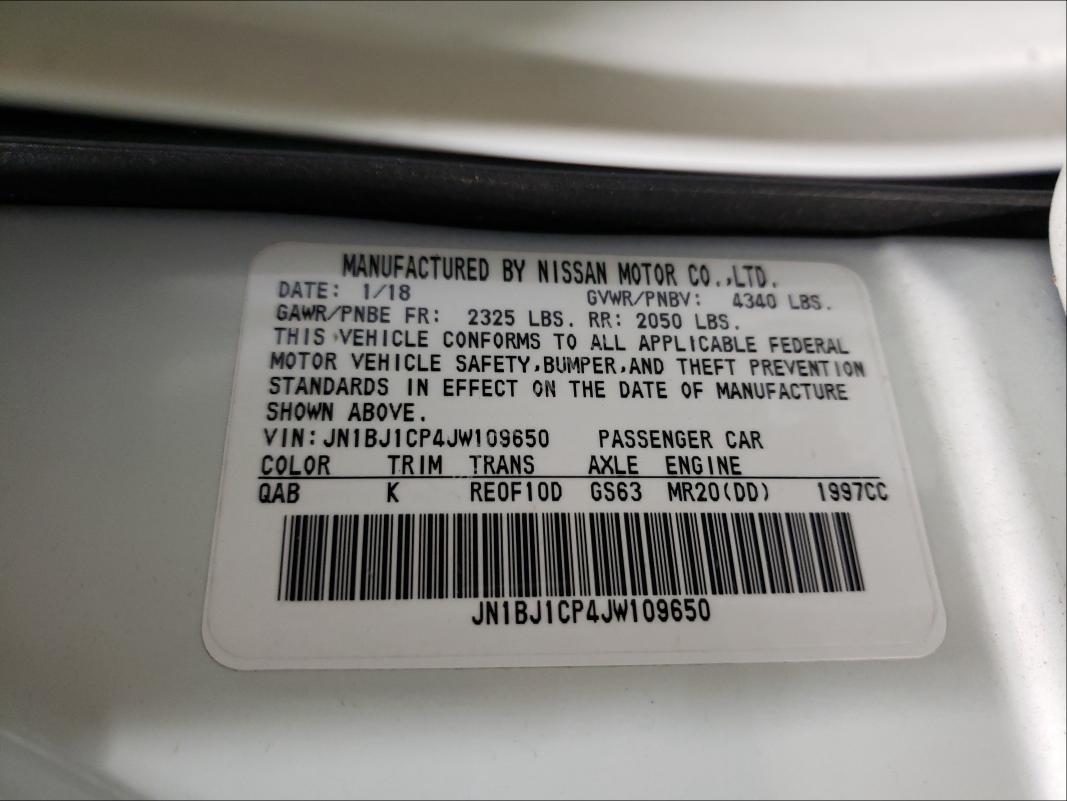 MANUFACTURED BY NISSAN MOTOR CO.,LTD.
DATE: 1/18 GVWR/PNBV: 4340 LBS.
GAWR/PNBE FR: 2325 LBS. RR: 2050 LBS.
THIS VEHICLE CONFORMS TO ALL APPLICABLE FEDERAL
MOTOR VEHICLE SAFETY,BUMPER,AND THEFT PREVENTION
STANDARDS IN EFFECT ON THE DATE OF MANUFACTURE
SHOWN ABOVE.
VIN:JN1BJ1CP4JW109650 PASSENGER CAR
COLOR TRIM TRANS AXLE ENGINE
QAB K RE0F10D GS63 MR20(DD) 1997CC
JN1BJ1CP4JW109650